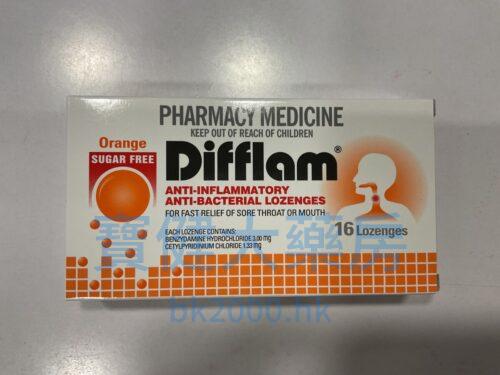 PHARMACY MEDICINE
KEEP OUT OF REACH OF CHILDREN
Orange
SUGAR FREE
Difflam®
ANTI-INFLAMMATORY
ANTI-BACTERIAL LOZENGES
FOR FAST RELIEF OF SORE THROAT OR MOUTH
16 Lozenges
EACH LOZENGE CONTAINS:
BENZYDAMINE HYDROCHLORIDE 3.00 mg
CETYLPYRIDINIUM CHLORIDE 1.33 mg
寶健大藥房
bk2000.hk